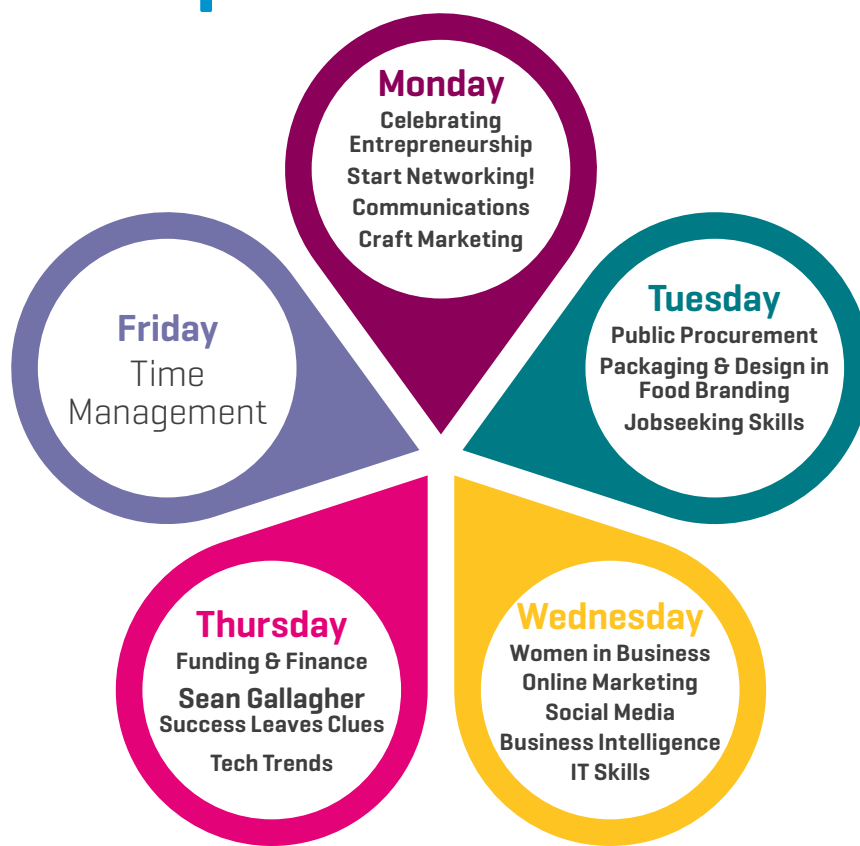 Monday
Celebrating
Entrepreneurship
Start Networking!
Communications
Craft Marketing
Tuesday
Public Procurement
Packaging & Design in
Food Branding
Jobseeking Skills
Wednesday
Women in Business
Online Marketing
Social Media
Business Intelligence
IT Skills
Thursday
Funding & Finance
Sean Gallagher
Success Leaves Clues
Tech Trends
Friday
Time
Management